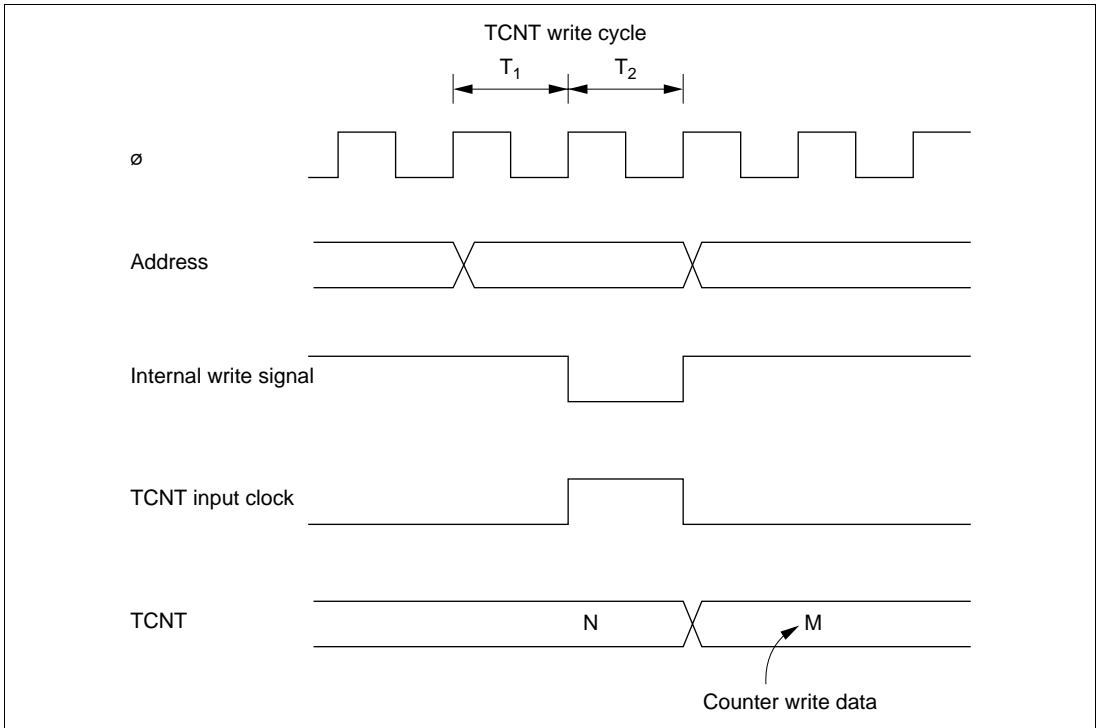 TCNT write cycle
T1 T2
ø
Address
Internal write signal
TCNT input clock
TCNT N M
Counter write data